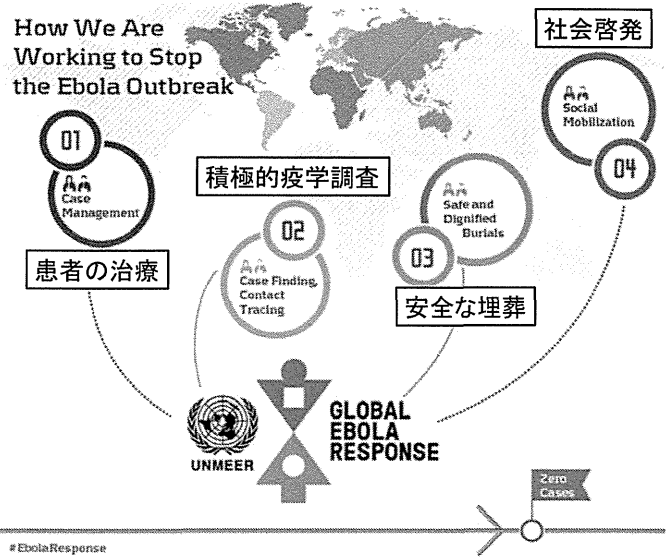 How We Are
Working to Stop
the Ebola Outbreak
社会啓発
Social
Mobilization
04
01
Case
Management
患者の治療
積極的疫学調査
02
Case Finding,
Contact
Tracing
Safe and
Dignified
Burials
03
安全な埋葬
UNMEER
GLOBAL
EBOLA
RESPONSE
Zero
Cases
#EbolaResponse